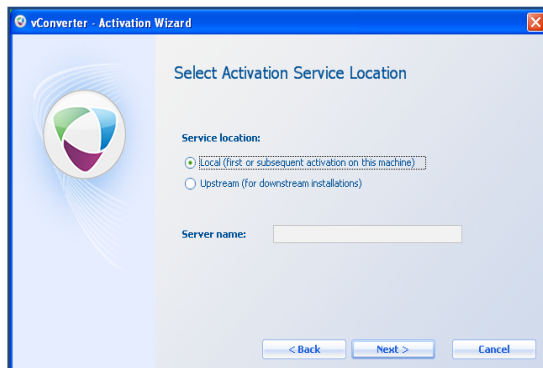 vConverter - Activation Wizard
Select Activation Service Location
Service location:
Local (first or subsequent activation on this machine)
Upstream (for downstream installations)
Server name:
< Back
Next >
Cancel